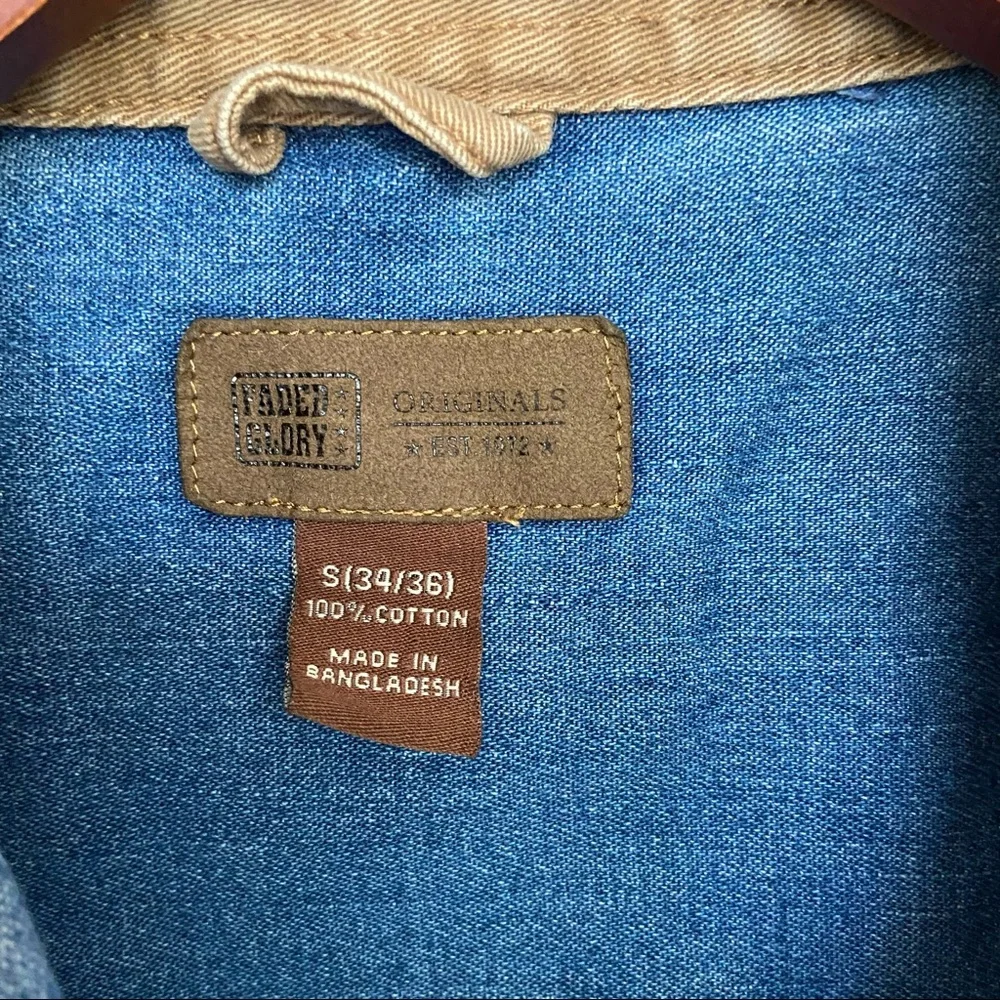 FADED
GLORY
ORIGINALS
★ EST. 1912 ★
S(34/36)
100% COTTON
MADE IN
BANGLADESH